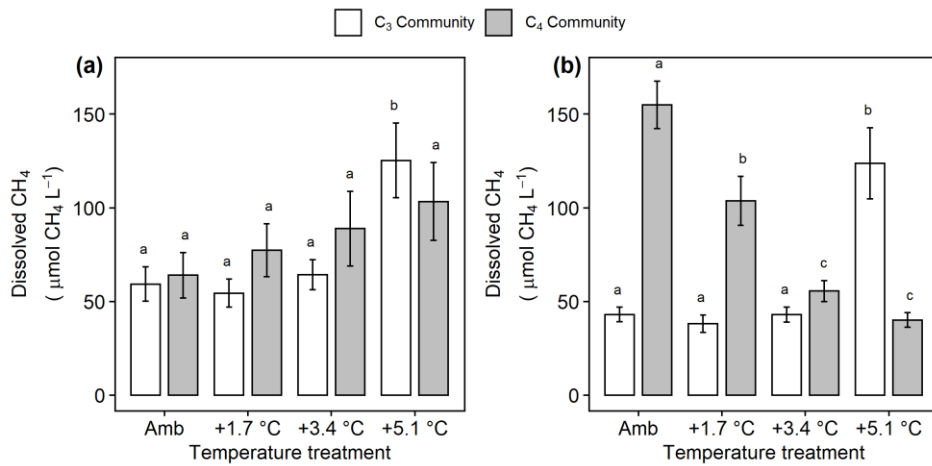 C₃ Community C₄ Community
(a)
Dissolved CH₄
( μmol CH₄ L⁻¹)
150
100
50
0
a a a a a a b a
Amb +1.7 °C +3.4 °C +5.1 °C
Temperature treatment
(b)
Dissolved CH₄
( μmol CH₄ L⁻¹)
150
100
50
0
a a a b a c b c
Amb +1.7 °C +3.4 °C +5.1 °C
Temperature treatment